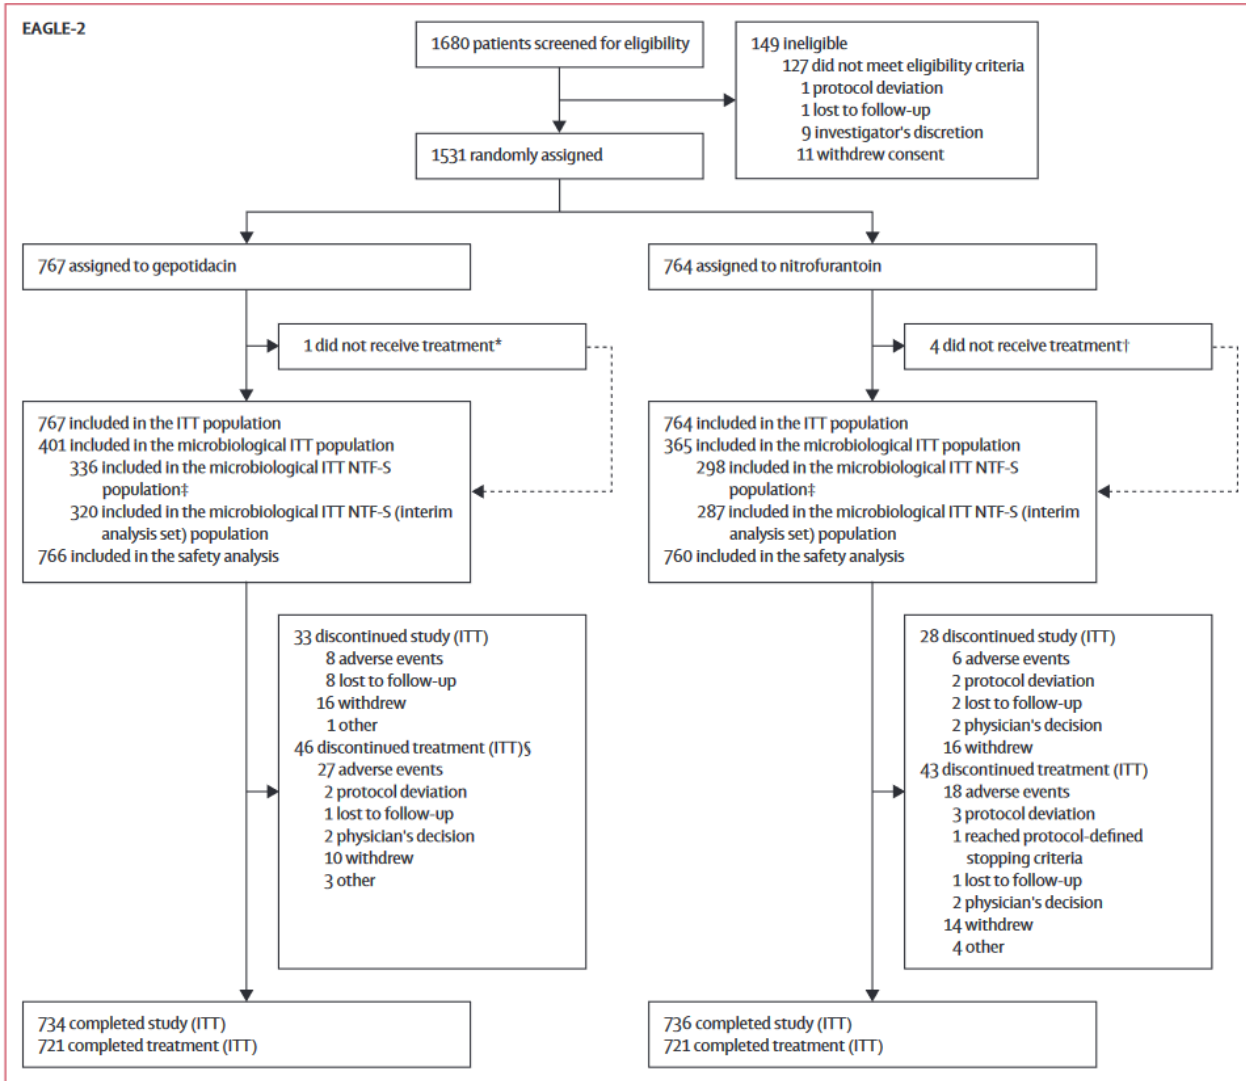 EAGLE-2
1680 patients screened for eligibility
149 ineligible
127 did not meet eligibility criteria
1 protocol deviation
1 lost to follow-up
9 investigator's discretion
11 withdrew consent
1531 randomly assigned
767 assigned to gepotidacin
764 assigned to nitrofurantoin
1 did not receive treatment*
4 did not receive treatment†
767 included in the ITT population
401 included in the microbiological ITT population
336 included in the microbiological ITT NTF-S
population‡
320 included in the microbiological ITT NTF-S (interim
analysis set) population
766 included in the safety analysis
764 included in the ITT population
365 included in the microbiological ITT population
298 included in the microbiological ITT NTF-S
population‡
287 included in the microbiological ITT NTF-S (interim
analysis set) population
760 included in the safety analysis
33 discontinued study (ITT)
8 adverse events
8 lost to follow-up
16 withdrew
1 other
46 discontinued treatment (ITT)§
27 adverse events
2 protocol deviation
1 lost to follow-up
2 physician's decision
10 withdrew
3 other
28 discontinued study (ITT)
6 adverse events
2 protocol deviation
2 lost to follow-up
2 physician's decision
16 withdrew
43 discontinued treatment (ITT)
18 adverse events
3 protocol deviation
1 reached protocol-defined
stopping criteria
1 lost to follow-up
2 physician's decision
14 withdrew
4 other
734 completed study (ITT)
721 completed treatment (ITT)
736 completed study (ITT)
721 completed treatment (ITT)